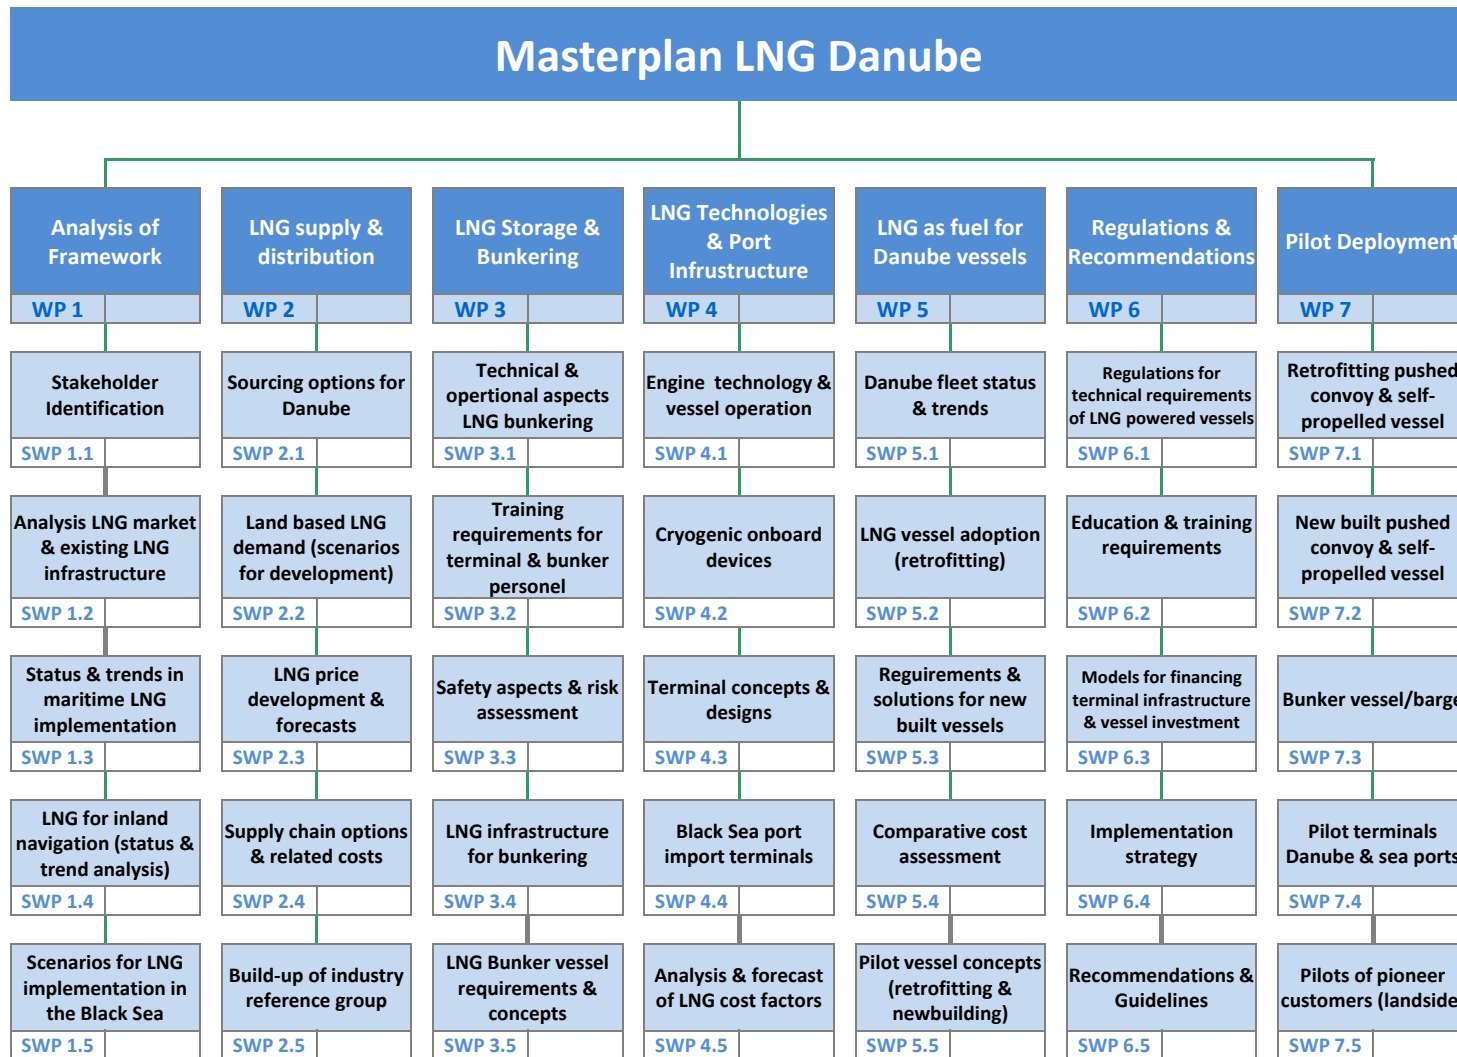 Masterplan LNG Danube
Analysis of
Framework
WP 1
LNG supply &
distribution
WP 2
LNG Storage &
Bunkering
WP 3
LNG Technologies
& Port
Infrustructure
WP 4
LNG as fuel for
Danube vessels
WP 5
Regulations &
Recommendations
WP 6
Pilot Deployment
WP 7
Stakeholder
Identification
SWP 1.1
Sourcing options for
Danube
SWP 2.1
Technical &
opertional aspects
LNG bunkering
SWP 3.1
Engine technology &
vessel operation
SWP 4.1
Danube fleet status
& trends
SWP 5.1
Regulations for
technical requirements
of LNG powered vessels
SWP 6.1
Retrofitting pushed
convoy & self-
propelled vessel
SWP 7.1
Analysis LNG market
& existing LNG
infrastructure
SWP 1.2
Land based LNG
demand (scenarios
for development)
SWP 2.2
Training
requirements for
terminal & bunker
personel
SWP 3.2
Cryogenic onboard
devices
SWP 4.2
LNG vessel adoption
(retrofitting)
SWP 5.2
Education & training
requirements
SWP 6.2
New built pushed
convoy & self-
propelled vessel
SWP 7.2
Status & trends in
maritime LNG
implementation
SWP 1.3
LNG price
development &
forecasts
SWP 2.3
Safety aspects & risk
assessment
SWP 3.3
Terminal concepts &
designs
SWP 4.3
Reguirements &
solutions for new
built vessels
SWP 5.3
Models for financing
terminal infrastructure
& vessel investment
SWP 6.3
Bunker vessel/barge
SWP 7.3
LNG for inland
navigation (status &
trend analysis)
SWP 1.4
Supply chain options
& related costs
SWP 2.4
LNG infrastructure
for bunkering
SWP 3.4
Black Sea port
import terminals
SWP 4.4
Comparative cost
assessment
SWP 5.4
Implementation
strategy
SWP 6.4
Pilot terminals
Danube & sea ports
SWP 7.4
Scenarios for LNG
implementation in
the Black Sea
SWP 1.5
Build-up of industry
reference group
SWP 2.5
LNG Bunker vessel
requirements &
concepts
SWP 3.5
Analysis & forecast
of LNG cost factors
SWP 4.5
Pilot vessel concepts
(retrofitting &
newbuilding)
SWP 5.5
Recommendations &
Guidelines
SWP 6.5
Pilots of pioneer
customers (landside
SWP 7.5